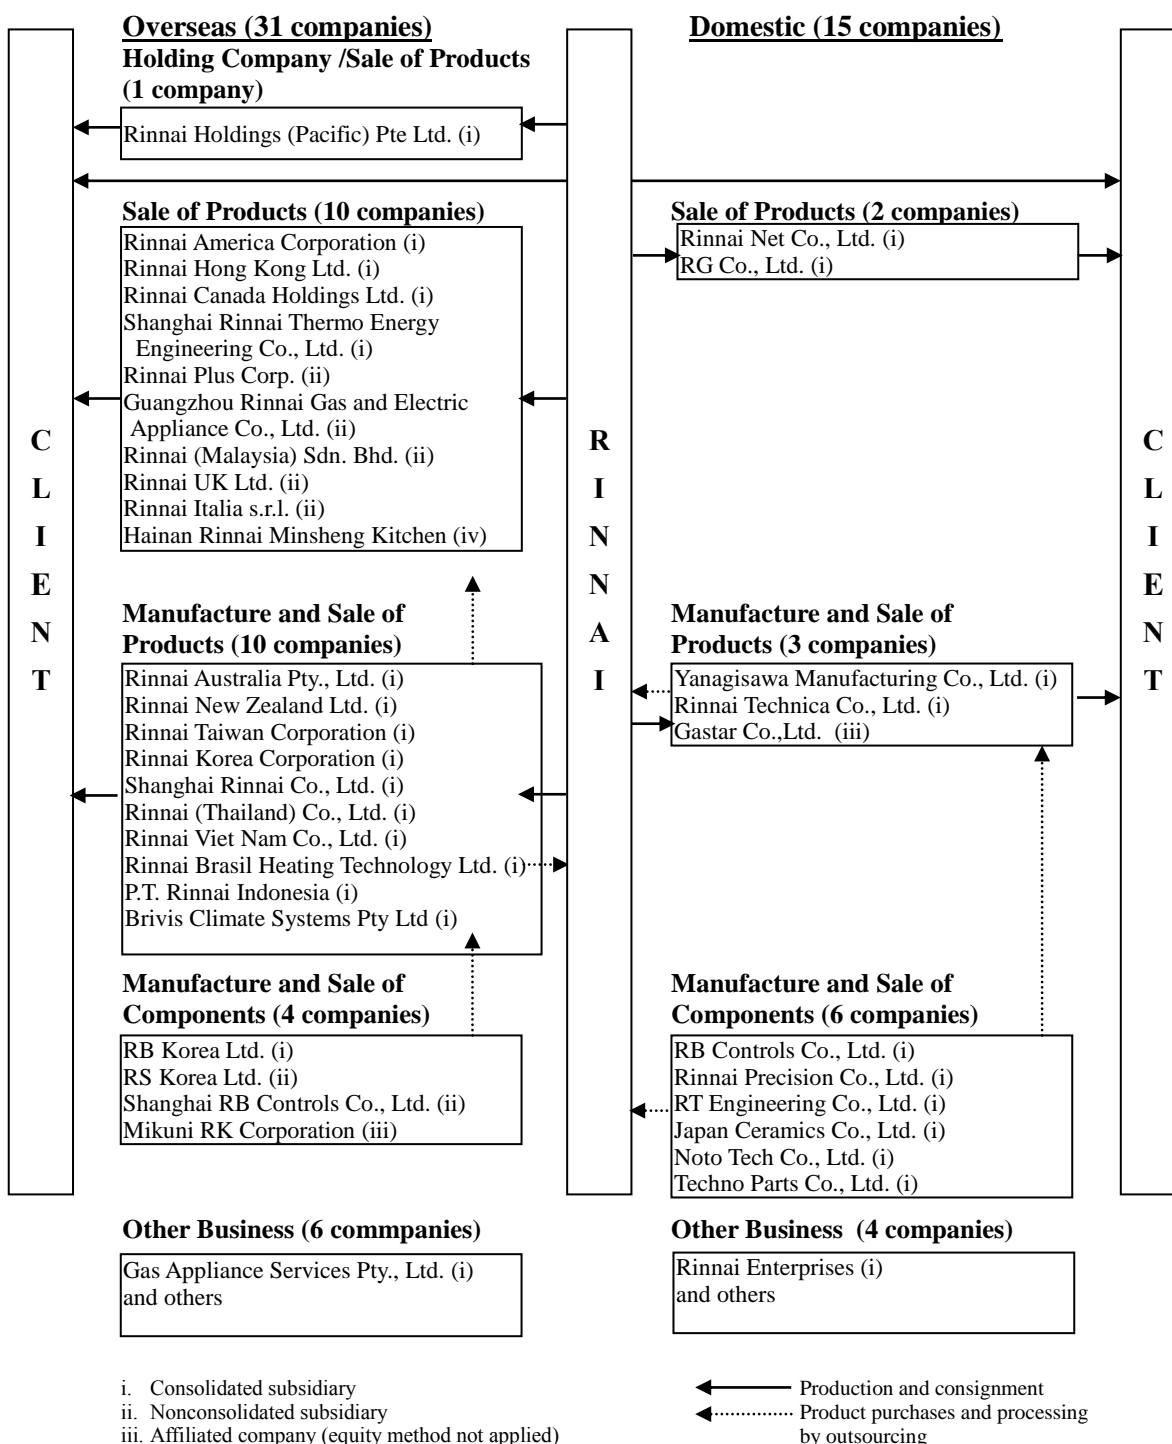 Overseas (31 companies)
Domestic (15 companies)
Holding Company /Sale of Products
(1 company)
Rinnai Holdings (Pacific) Pte Ltd. (i)
Sale of Products (10 companies)
Rinnai America Corporation (i)
Rinnai Hong Kong Ltd. (i)
Rinnai Canada Holdings Ltd. (i)
Shanghai Rinnai Thermo Energy
Engineering Co., Ltd. (i)
Rinnai Plus Corp. (ii)
Guangzhou Rinnai Gas and Electric
Appliance Co., Ltd. (ii)
Rinnai (Malaysia) Sdn. Bhd. (ii)
Rinnai UK Ltd. (ii)
Rinnai Italia s.r.l. (ii)
Hainan Rinnai Minsheng Kitchen (iv)
Manufacture and Sale of
Products (10 companies)
Rinnai Australia Pty., Ltd. (i)
Rinnai New Zealand Ltd. (i)
Rinnai Taiwan Corporation (i)
Rinnai Korea Corporation (i)
Shanghai Rinnai Co., Ltd. (i)
Rinnai (Thailand) Co., Ltd. (i)
Rinnai Viet Nam Co., Ltd. (i)
Rinnai Brasil Heating Technology Ltd. (i)
P.T. Rinnai Indonesia (i)
Brivis Climate Systems Pty Ltd (i)
Manufacture and Sale of
Components (4 companies)
RB Korea Ltd. (i)
RS Korea Ltd. (ii)
Shanghai RB Controls Co., Ltd. (ii)
Mikuni RK Corporation (iii)
Other Business (6 commpanies)
Gas Appliance Services Pty., Ltd. (i)
and others
CLIENT
RINNAI
Sale of Products (2 companies)
Rinnai Net Co., Ltd. (i)
RG Co., Ltd. (i)
Manufacture and Sale of
Products (3 companies)
Yanagisawa Manufacturing Co., Ltd. (i)
Rinnai Technica Co., Ltd. (i)
Gastar Co.,Ltd. (iii)
Manufacture and Sale of
Components (6 companies)
RB Controls Co., Ltd. (i)
Rinnai Precision Co., Ltd. (i)
RT Engineering Co., Ltd. (i)
Japan Ceramics Co., Ltd. (i)
Noto Tech Co., Ltd. (i)
Techno Parts Co., Ltd. (i)
Other Business (4 companies)
Rinnai Enterprises (i)
and others
CLIENT
i. Consolidated subsidiary
ii. Nonconsolidated subsidiary
iii. Affiliated company (equity method not applied)
Production and consignment
Product purchases and processing
by outsourcing